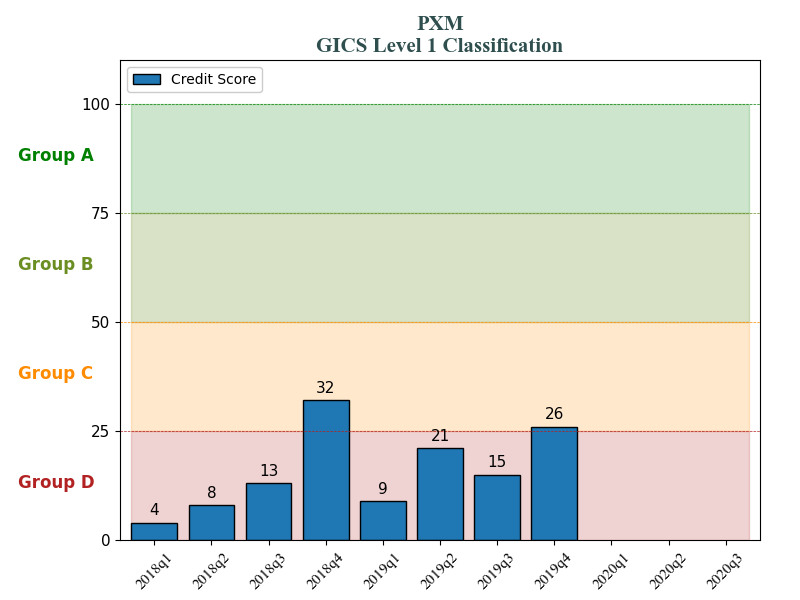 PXM
GICS Level 1 Classification
Credit Score
100
Group A
75
Group B
50
Group C
32
26
25
21
15
13
9
8
4
Group D
0
2018q1
2018q2
2018q3
2018q4
2019q1
2019q2
2019q3
2019q4
2020q1
2020q2
2020q3